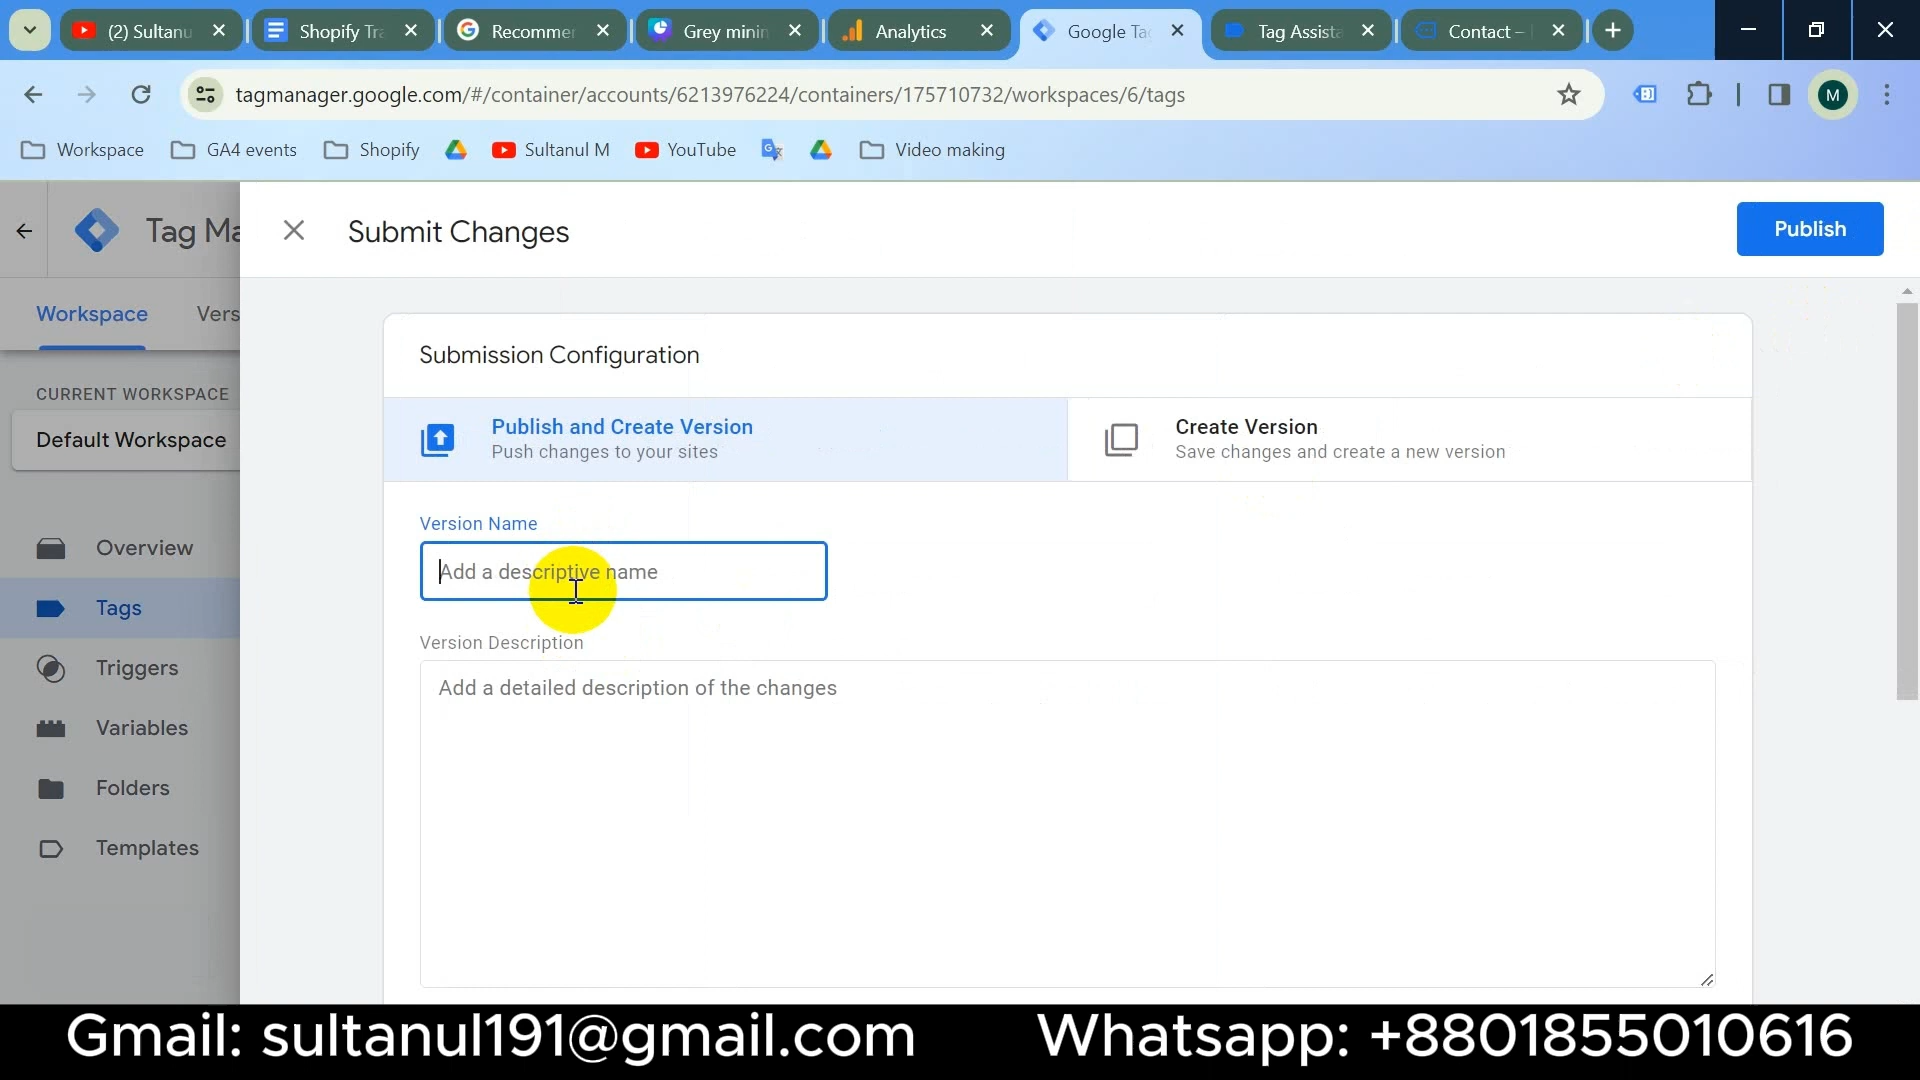 (2) Sultanu
Shopify Tra
Recommer
Grey minin
Analytics
Google Ta
Tag Assista
Contact –
tagmanager.google.com/#/container/accounts/6213976224/containers/175710732/workspaces/6/tags
M
Workspace
GA4 events
Shopify
Sultanul M
YouTube
Video making
Tag Ma
Submit Changes
Publish
Workspace
Vers
Submission Configuration
CURRENT WORKSPACE
Default Workspace
Publish and Create Version
Push changes to your sites
Create Version
Save changes and create a new version
Version Name
Add a descriptive name
Overview
Tags
Triggers
Variables
Folders
Templates
Version Description
Add a detailed description of the changes
Gmail: sultanul191@gmail.com
Whatsapp: +8801855010616